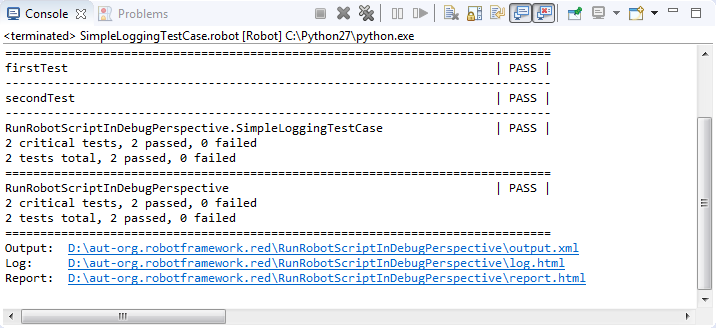 Console Problems
<terminated> SimpleLoggingTestCase.robot [Robot] C:\Python27\python.exe
==============================================================================
firstTest | PASS |
------------------------------------------------------------------------------
secondTest | PASS |
------------------------------------------------------------------------------
RunRobotScriptInDebugPerspective.SimpleLoggingTestCase | PASS |
2 critical tests, 2 passed, 0 failed
2 tests total, 2 passed, 0 failed
==============================================================================
RunRobotScriptInDebugPerspective | PASS |
2 critical tests, 2 passed, 0 failed
2 tests total, 2 passed, 0 failed
==============================================================================
Output: D:\aut-org.robotframework.red\RunRobotScriptInDebugPerspective\output.xml
Log: D:\aut-org.robotframework.red\RunRobotScriptInDebugPerspective\log.html
Report: D:\aut-org.robotframework.red\RunRobotScriptInDebugPerspective\report.html